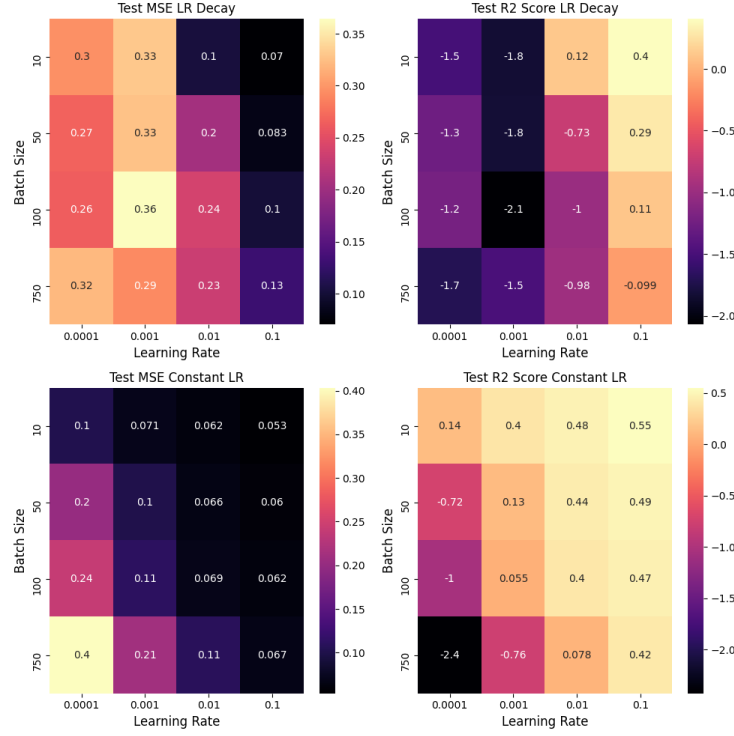 Test MSE LR Decay
Batch Size
10
50
100
750
0.3 0.33 0.1 0.07
0.27 0.33 0.2 0.083
0.26 0.36 0.24 0.1
0.32 0.29 0.23 0.13
0.0001 0.001 0.01 0.1
Learning Rate
0.35
0.30
0.25
0.20
0.15
0.10
Test R2 Score LR Decay
Batch Size
10
50
100
750
-1.5 -1.8 0.12 0.4
-1.3 -1.8 -0.73 0.29
-1.2 -2.1 -1 0.11
-1.7 -1.5 -0.98 -0.099
0.0001 0.001 0.01 0.1
Learning Rate
0.0
−0.5
−1.0
−1.5
−2.0
Test MSE Constant LR
Batch Size
10
50
100
750
0.1 0.071 0.062 0.053
0.2 0.1 0.066 0.06
0.24 0.11 0.069 0.062
0.4 0.21 0.11 0.067
0.0001 0.001 0.01 0.1
Learning Rate
0.40
0.35
0.30
0.25
0.20
0.15
0.10
Test R2 Score Constant LR
Batch Size
10
50
100
750
0.14 0.4 0.48 0.55
-0.72 0.13 0.44 0.49
-1 0.055 0.4 0.47
-2.4 -0.76 0.078 0.42
0.0001 0.001 0.01 0.1
Learning Rate
0.5
0.0
−0.5
−1.0
−1.5
−2.0